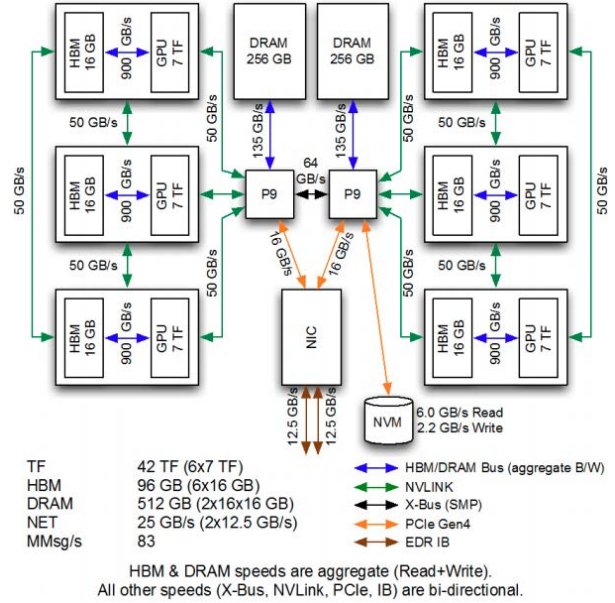 HBM
16 GB
900 GB/s
GPU
7 TF
50 GB/s
HBM
16 GB
900 GB/s
GPU
7 TF
50 GB/s
HBM
16 GB
900 GB/s
GPU
7 TF
50 GB/s
50 GB/s
50 GB/s
DRAM
256 GB
135 GB/s
P9
16 GB/s
64
GB/s
DRAM
256 GB
135 GB/s
P9
16 GB/s
NIC
12.5 GB/s
12.5 GB/s
NVM
6.0 GB/s Read
2.2 GB/s Write
50 GB/s
50 GB/s
HBM
16 GB
900 GB/s
GPU
7 TF
50 GB/s
HBM
16 GB
900 GB/s
GPU
7 TF
50 GB/s
HBM
16 GB
900 GB/s
GPU
7 TF
50 GB/s
TF 42 TF (6x7 TF)
HBM 96 GB (6x16 GB)
DRAM 512 GB (2x16x16 GB)
NET 25 GB/s (2x12.5 GB/s)
MMsg/s 83
HBM/DRAM Bus (aggregate B/W)
NVLINK
X-Bus (SMP)
PCIe Gen4
EDR IB
HBM & DRAM speeds are aggregate (Read+Write).
All other speeds (X-Bus, NVLink, PCIe, IB) are bi-directional.